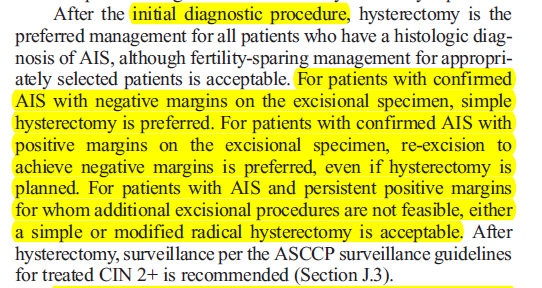 After the initial diagnostic procedure, hysterectomy is the
preferred management for all patients who have a histologic diag-
nosis of AIS, although fertility-sparing management for appropri-
ately selected patients is acceptable. For patients with confirmed
AIS with negative margins on the excisional specimen, simple
hysterectomy is preferred. For patients with confirmed AIS with
positive margins on the excisional specimen, re-excision to
achieve negative margins is preferred, even if hysterectomy is
planned. For patients with AIS and persistent positive margins
for whom additional excisional procedures are not feasible, either
a simple or modified radical hysterectomy is acceptable. After
hysterectomy, surveillance per the ASCCP surveillance guidelines
for treated CIN 2+ is recommended (Section J.3).